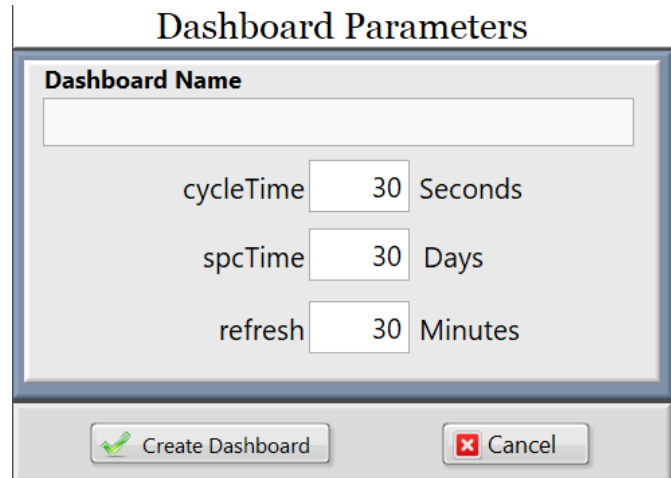 Dashboard Parameters
Dashboard Name
cycleTime 30 Seconds
spcTime 30 Days
refresh 30 Minutes
Create Dashboard Cancel